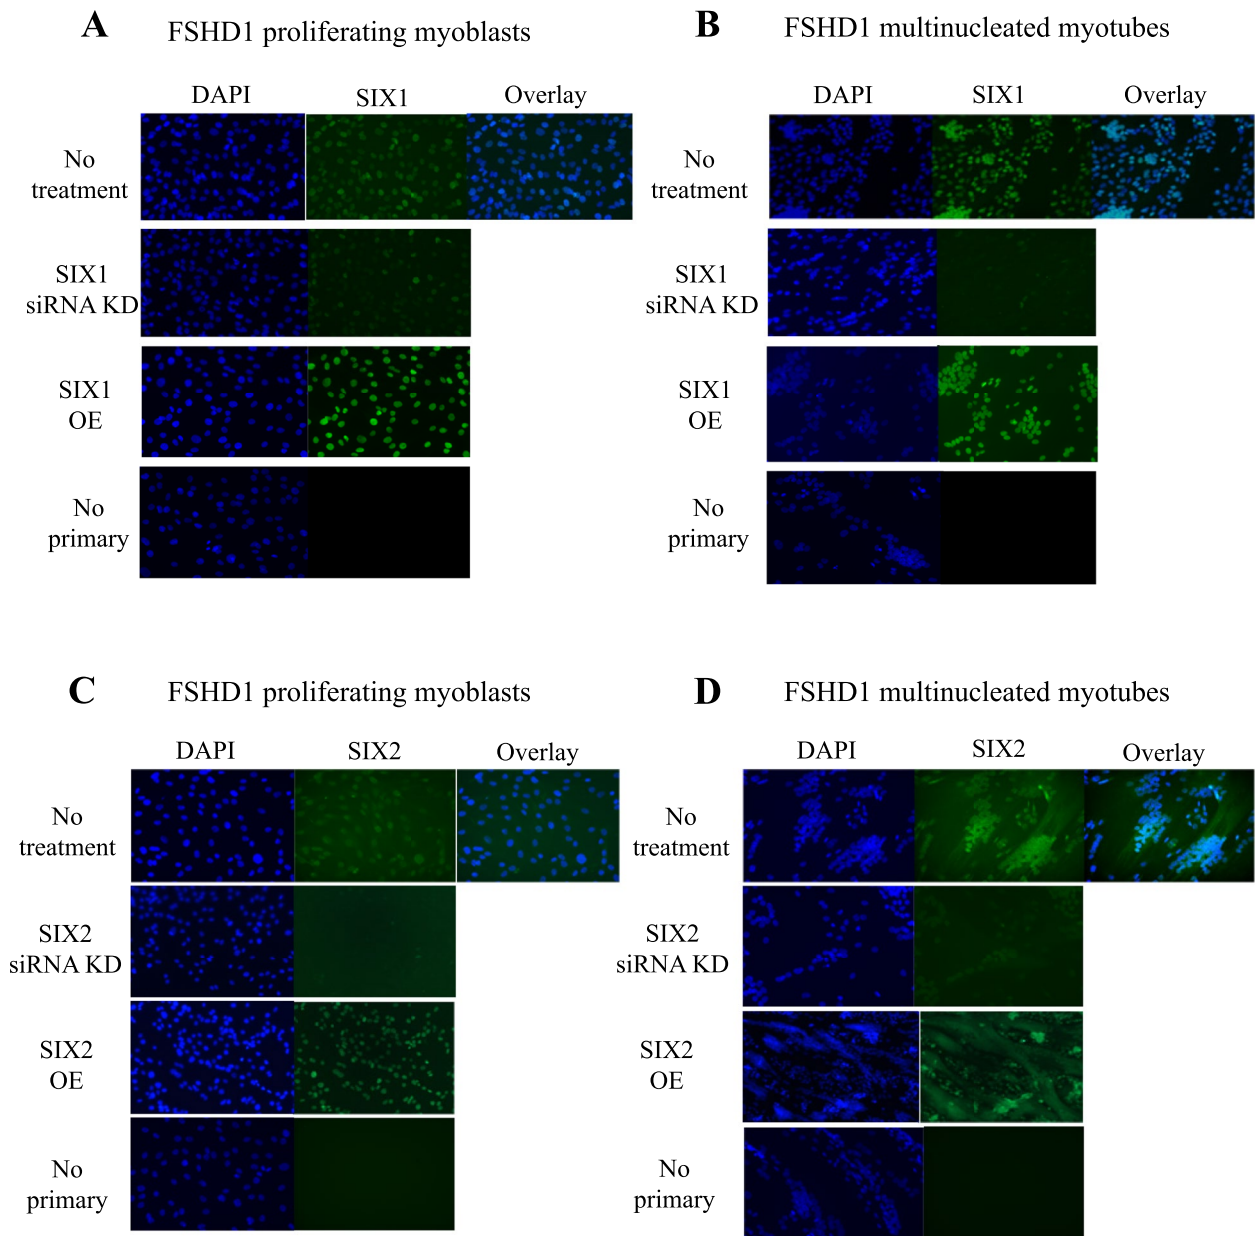 A
FSHD1 proliferating myoblasts
DAPI
SIX1
Overlay
No
treatment
SIX1
siRNA KD
SIX1
OE
No
primary
B
FSHD1 multinucleated myotubes
DAPI
SIX1
Overlay
No
treatment
SIX1
siRNA KD
SIX1
OE
No
primary
C
FSHD1 proliferating myoblasts
DAPI
SIX2
Overlay
No
treatment
SIX2
siRNA KD
SIX2
OE
No
primary
D
FSHD1 multinucleated myotubes
DAPI
SIX2
Overlay
No
treatment
SIX2
siRNA KD
SIX2
OE
No
primary